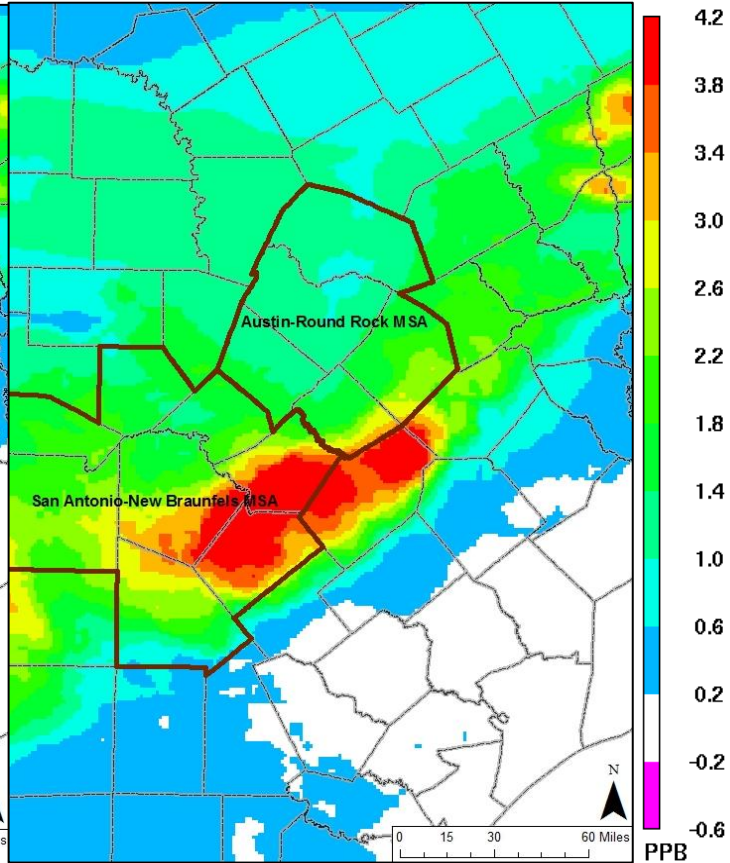 Austin-Round Rock MSA
San Antonio-New Braunfels MSA
N
0 15 30 60 Miles
4.2
3.8
3.4
3.0
2.6
2.2
1.8
1.4
1.0
0.6
0.2
-0.2
-0.6
PPB
s